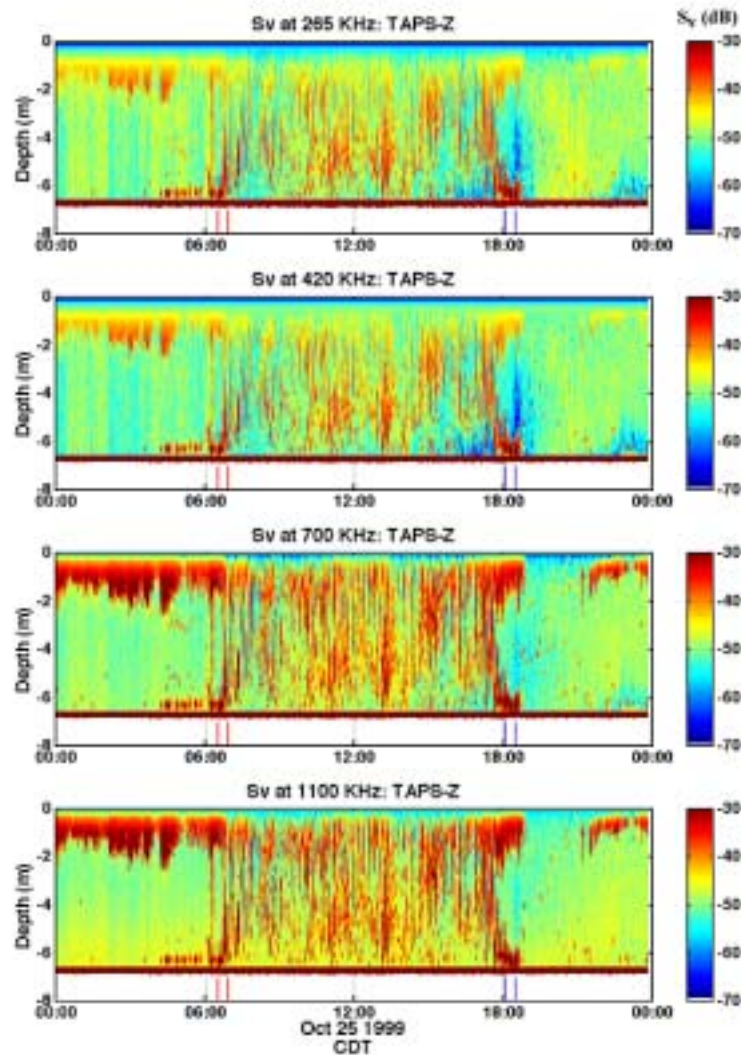 Sv at 265 KHz: TAPS-Z
Sv (dB)
0
-2
-4
-6
-8
Depth (m)
00:00 06:00 12:00 18:00 00:00
-30
-40
-50
-60
-70
Sv at 420 KHz: TAPS-Z
0
-2
-4
-6
-8
Depth (m)
00:00 06:00 12:00 18:00 00:00
-30
-40
-50
-60
-70
Sv at 700 KHz: TAPS-Z
0
-2
-4
-6
-8
Depth (m)
00:00 06:00 12:00 18:00 00:00
-30
-40
-50
-60
-70
Sv at 1100 KHz: TAPS-Z
0
-2
-4
-6
-8
Depth (m)
00:00 06:00 12:00 18:00 00:00
-30
-40
-50
-60
-70
Oct 25 1999
CDT